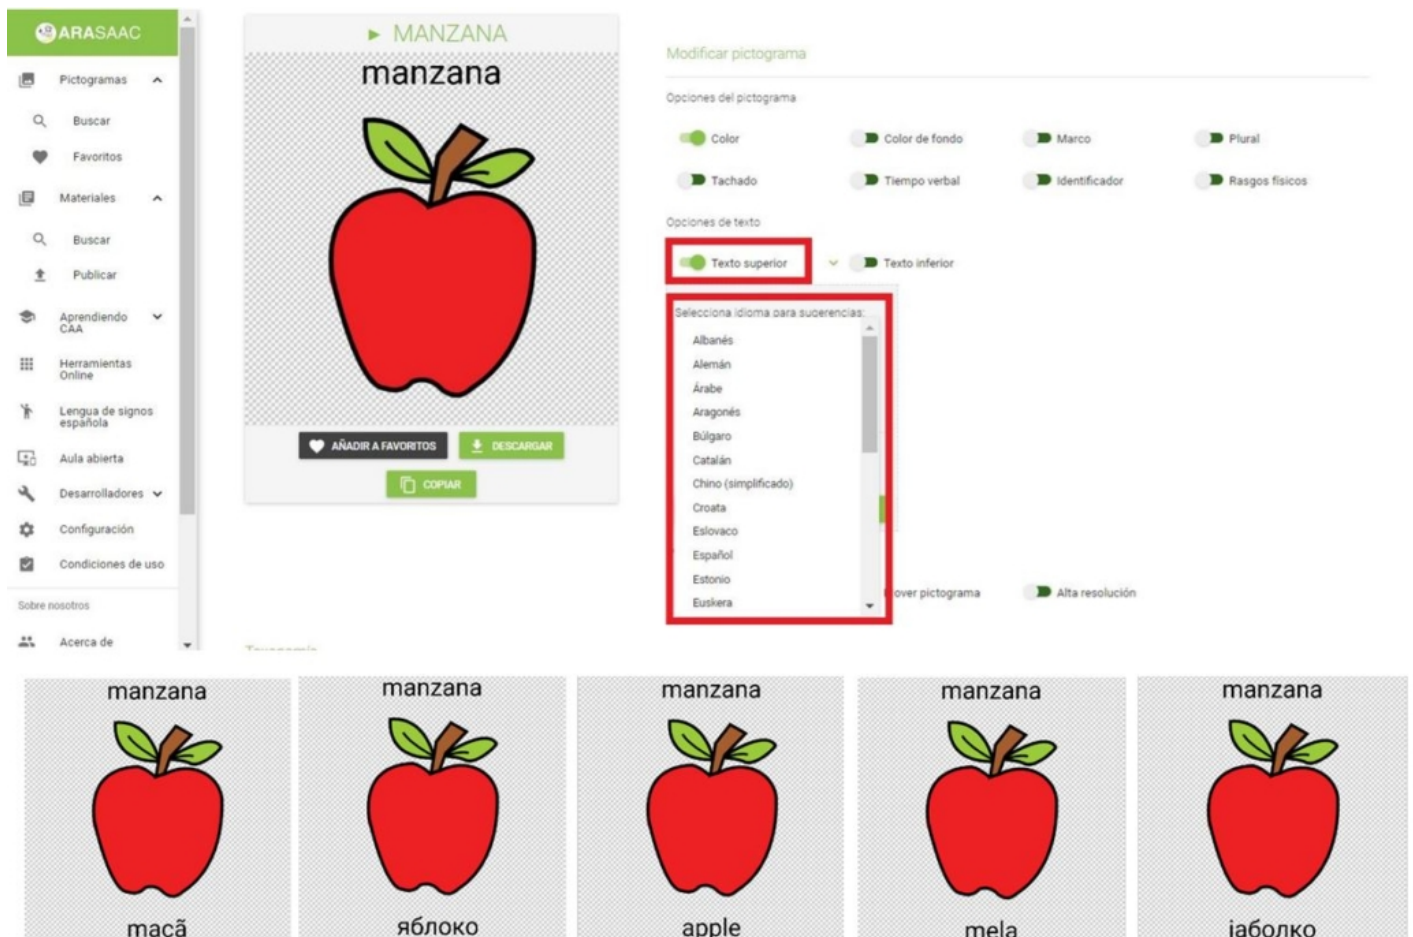 ARASAAC
Pictogramas
Buscar
Favoritos
Materiales
Buscar
Publicar
Aprendiendo
CAA
Herramientas
Online
Lengua de signos
española
Aula abierta
Desarrolladores
Configuración
Condiciones de uso
Sobre nosotros
Acerca de
► MANZANA
manzana
AÑADIR A FAVORITOS
DESCARGAR
COPIAR
Modificar pictograma
Opciones del pictograma
Color
Color de fondo
Marco
Plural
Tachado
Tiempo verbal
Identificador
Rasgos físicos
Opciones de texto
Texto superior
Texto inferior
Selecciona idioma para sugerencias:
Albanés
Alemán
Árabe
Aragonés
Búlgaro
Catalán
Chino (simplificado)
Croata
Eslovaco
Español
Estonio
Euskera
pictograma
Alta resolución
manzana
manzana
manzana
manzana
manzana
maçã
яблоко
apple
mela
јаболко